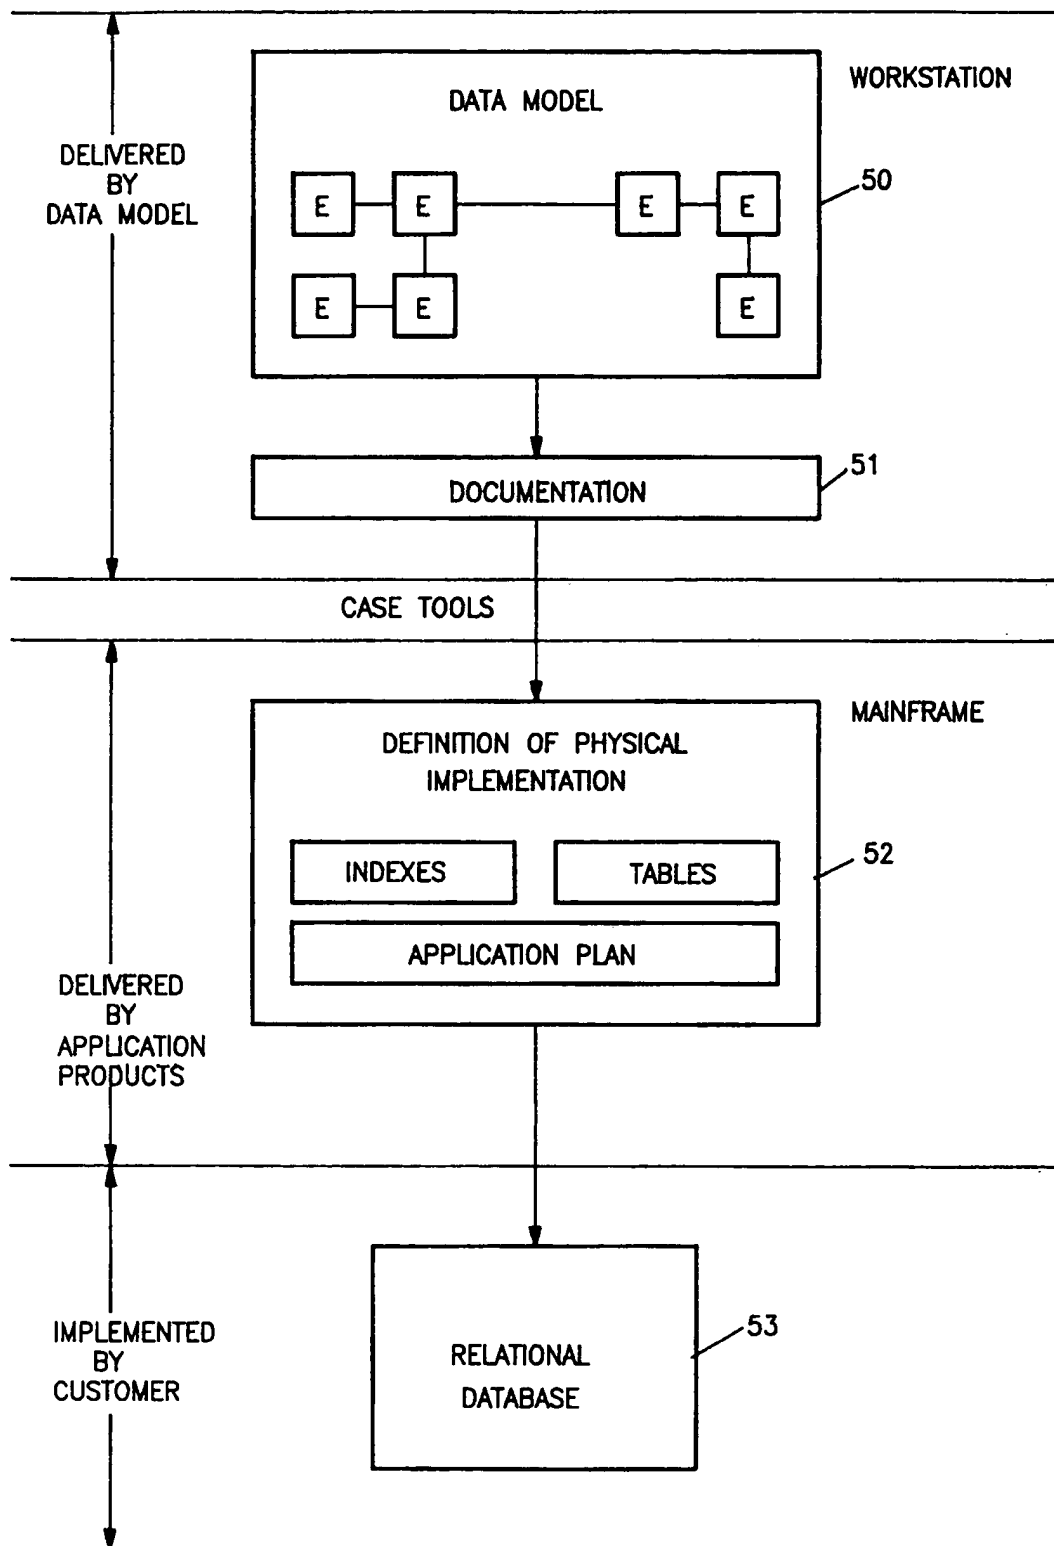 WORKSTATION
DATA MODEL
DELIVERED
BY
DATA MODEL
50
E E E E
E E E
51
DOCUMENTATION
CASE TOOLS
MAINFRAME
DEFINITION OF PHYSICAL
IMPLEMENTATION
52
INDEXES TABLES
APPLICATION PLAN
DELIVERED
BY
APPLICATION
PRODUCTS
IMPLEMENTED
BY
CUSTOMER
53
RELATIONAL
DATABASE